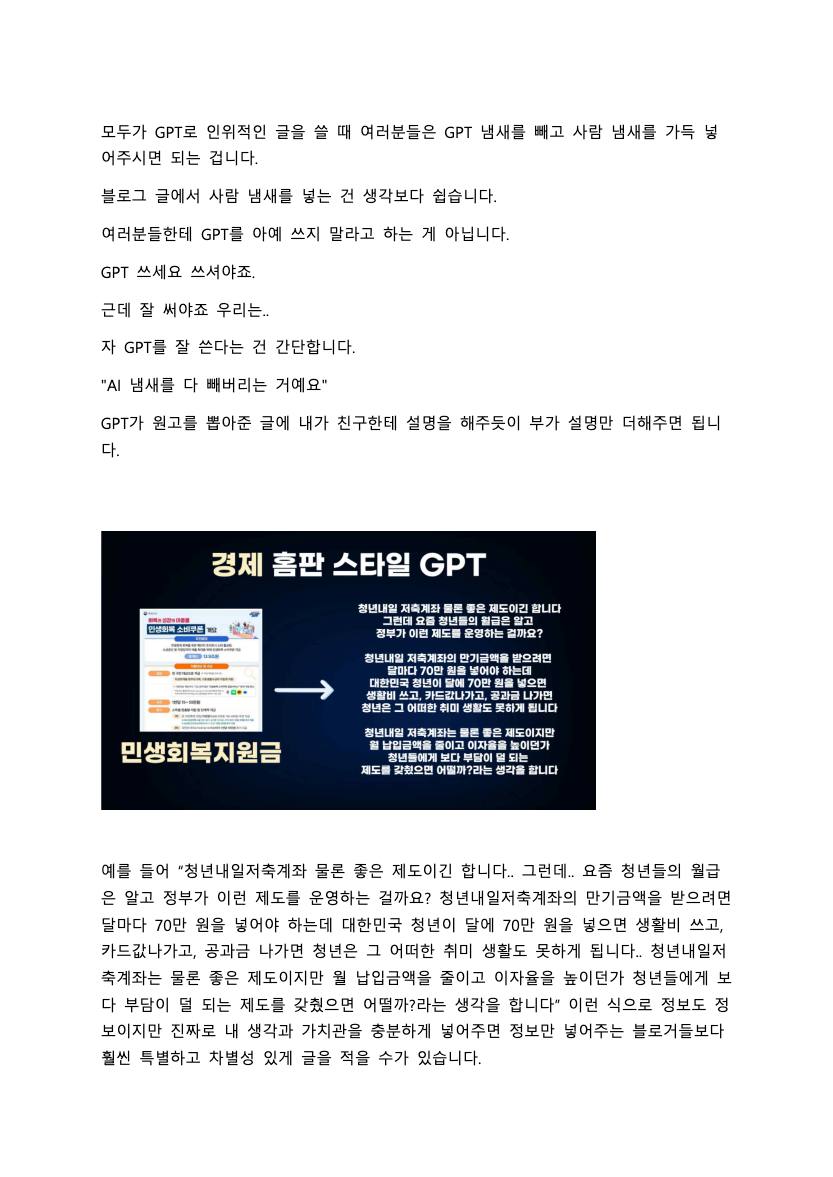 모두가 GPT로 인위적인 글을 쓸 때 여러분들은 GPT 냄새를 빼고 사람 냄새를 가득 넣
어주시면 되는 겁니다.
블로그 글에서 사람 냄새를 넣는 건 생각보다 쉽습니다.
여러분들한테 GPT를 아예 쓰지 말라고 하는 게 아닙니다.
GPT 쓰세요 쓰셔야죠.
근데 잘 써야죠 우리는..
자 GPT를 잘 쓴다는 건 간단합니다.
"AI 냄새를 다 빼버리는 거예요"
GPT가 원고를 뽑아준 글에 내가 친구한테 설명을 해주듯이 부가 설명만 더해주면 됩니
다.
경제 홈판 스타일 GPT
민생회복 소비쿠폰
민생회복지원금
청년내일 저축계좌 물론 좋은 제도이긴 합니다
그런데 요즘 청년들의 월급은 알고
정부가 이런 제도를 운영하는 걸까요?
청년내일 저축계좌의 만기금액을 받으려면
달마다 70만 원을 넣어야 하는데
대한민국 청년이 달에 70만 원을 넣으면
생활비 쓰고, 카드값나가고, 공과금 나가면
청년은 그 어떠한 취미 생활도 못하게 됩니다
청년내일 저축계좌는 물론 좋은 제도이지만
월 납입금액을 줄이고 이자율을 높이던가
청년들에게 보다 부담이 덜 되는
제도를 갖췄으면 어떨까?라는 생각을 합니다
예를 들어 “청년내일저축계좌 물론 좋은 제도이긴 합니다.. 그런데.. 요즘 청년들의 월급
은 알고 정부가 이런 제도를 운영하는 걸까요? 청년내일저축계좌의 만기금액을 받으려면
달마다 70만 원을 넣어야 하는데 대한민국 청년이 달에 70만 원을 넣으면 생활비 쓰고,
카드값나가고, 공과금 나가면 청년은 그 어떠한 취미 생활도 못하게 됩니다.. 청년내일저
축계좌는 물론 좋은 제도이지만 월 납입금액을 줄이고 이자율을 높이던가 청년들에게 보
다 부담이 덜 되는 제도를 갖췄으면 어떨까?라는 생각을 합니다” 이런 식으로 정보도 정
보이지만 진짜로 내 생각과 가치관을 충분하게 넣어주면 정보만 넣어주는 블로거들보다
훨씬 특별하고 차별성 있게 글을 적을 수가 있습니다.